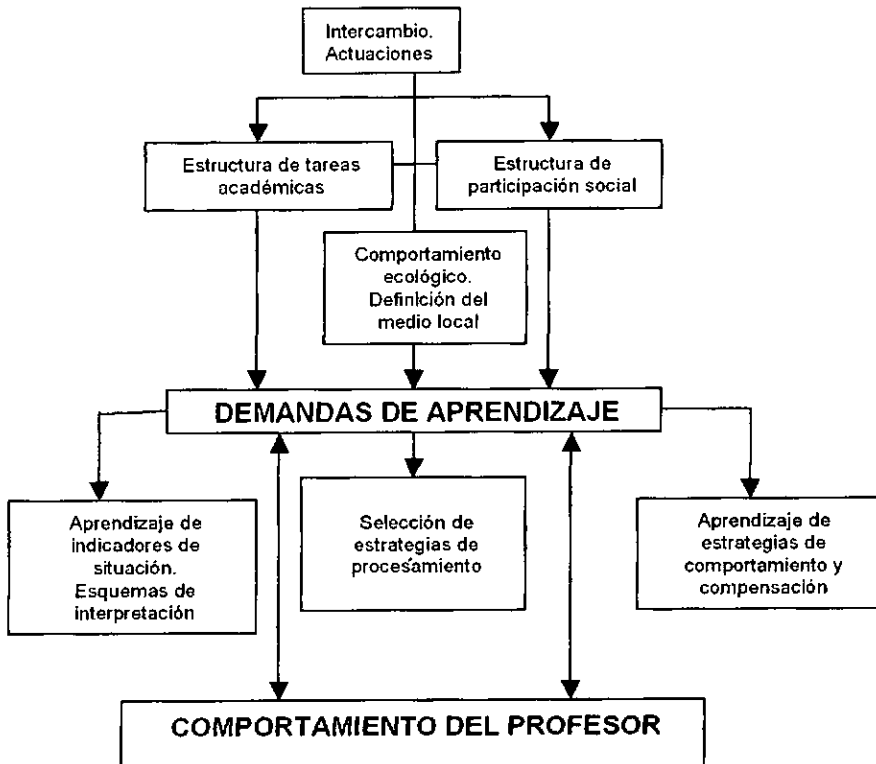 Intercambio.
Actuaciones
Estructura de tareas
académicas
Estructura de
participación social
Comportamiento
ecológico.
Definición del
medio local
DEMANDAS DE APRENDIZAJE
Aprendizaje de
indicadores de
situación.
Esquemas de
interpretación
Selección de
estrategias de
procesamiento
Aprendizaje de
estrategias de
comportamiento y
compensación
COMPORTAMIENTO DEL PROFESOR